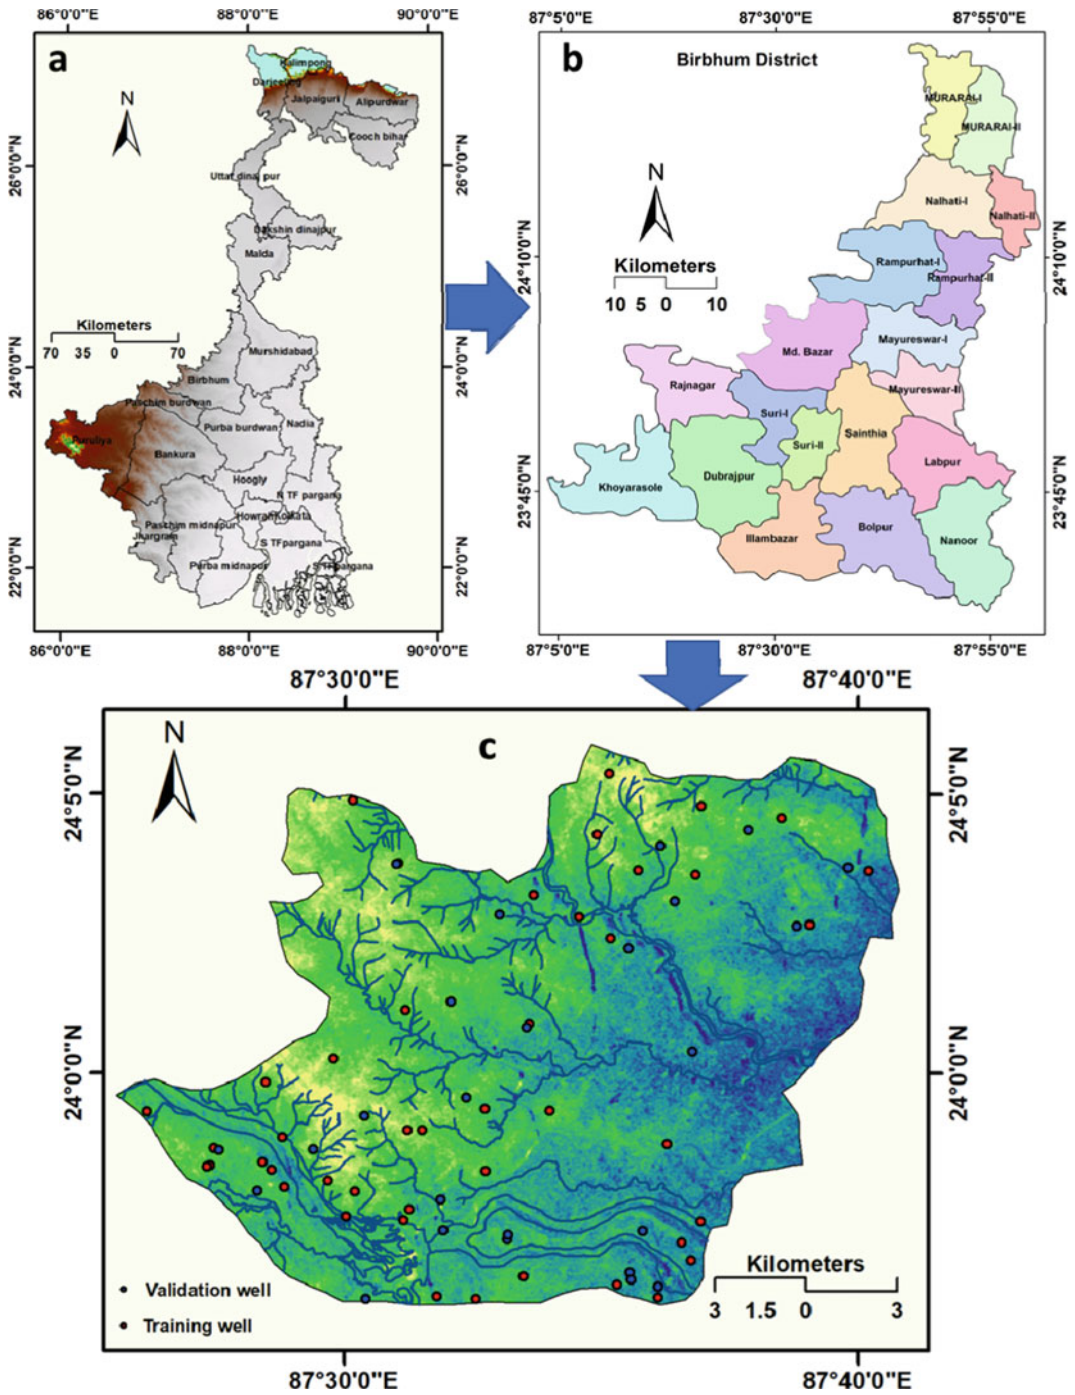 86°0'0"E 88°0'0"E 90°0'0"E
a
N
Kalimpong
Darjeeling
Jalpaiguri
Alipurdwar
Cooch bihar
Uttar dinajpur
Dakshin dinajpur
Malda
26°0'0"N
24°0'0"N
22°0'0"N
Kilometers
70 35 0 70
Murshidabad
Birbhum
Paschim burdwan
Purba burdwan
Nadia
Puruliya
Bankura
Hoogly
N TF pargana
Howrah
Kolkata
Paschim midnapur
Jhargram
S TFpargana
Purba midnapur
S TFpargana
26°0'0"N
24°0'0"N
22°0'0"N
86°0'0"E 88°0'0"E 90°0'0"E
87°5'0"E 87°30'0"E 87°55'0"E
b
Birbhum District
N
Kilometers
10 5 0 10
MURARAI-I
MURARAI-II
Nalhati-I
Nalhati-II
Rampurhat-I
Rampurhat-II
Mayureswar-I
Md. Bazar
Mayureswar-II
Rajnagar
Suri-I
Sainthia
Suri-II
Labpur
Dubrajpur
Khoyarasole
Illambazar
Bolpur
Nanoor
24°10'0"N
23°45'0"N
24°10'0"N
23°45'0"N
87°5'0"E 87°30'0"E 87°55'0"E
87°30'0"E 87°40'0"E
N
c
24°5'0"N
24°0'0"N
24°5'0"N
24°0'0"N
Validation well
Training well
Kilometers
3 1.5 0 3
87°30'0"E 87°40'0"E